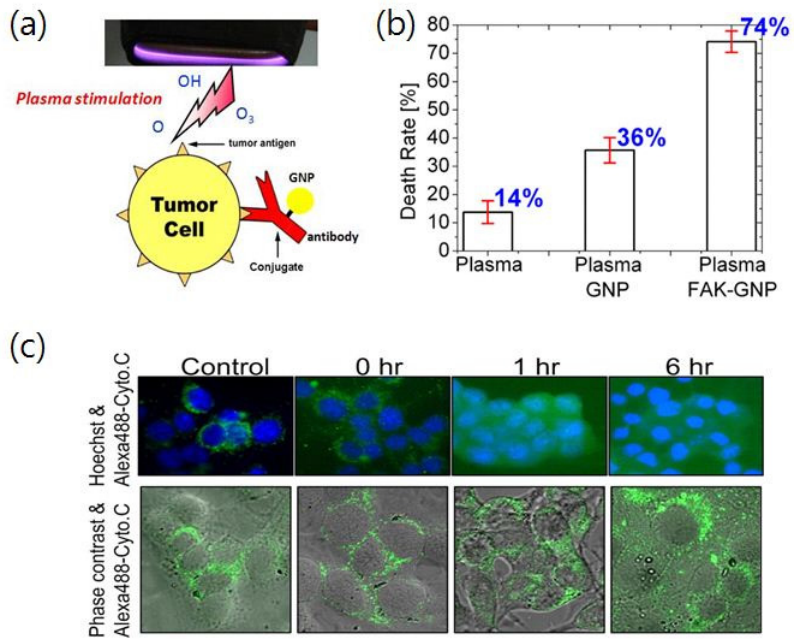 (a)
OH
Plasma stimulation
O
O3
tumor antigen
GNP
Tumor
Cell
antibody
Conjugate
(b)
Death Rate [%]
80
70
60
50
40
30
20
10
0
14%
36%
74%
Plasma
Plasma
GNP
Plasma
FAK-GNP
(c)
Control
0 hr
1 hr
6 hr
Hoechst &
Alexa488-Cyto.C
Phase contrast &
Alexa488-Cyto.C